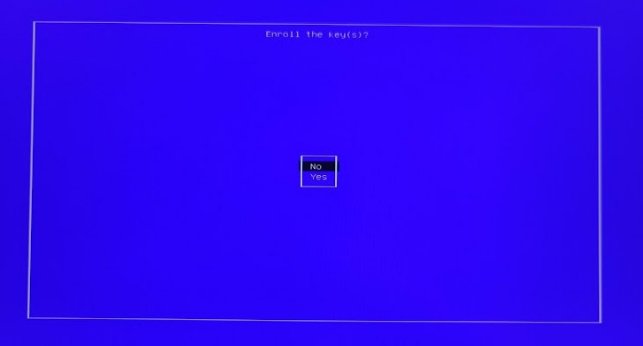 Enroll the key(s)?
No
Yes